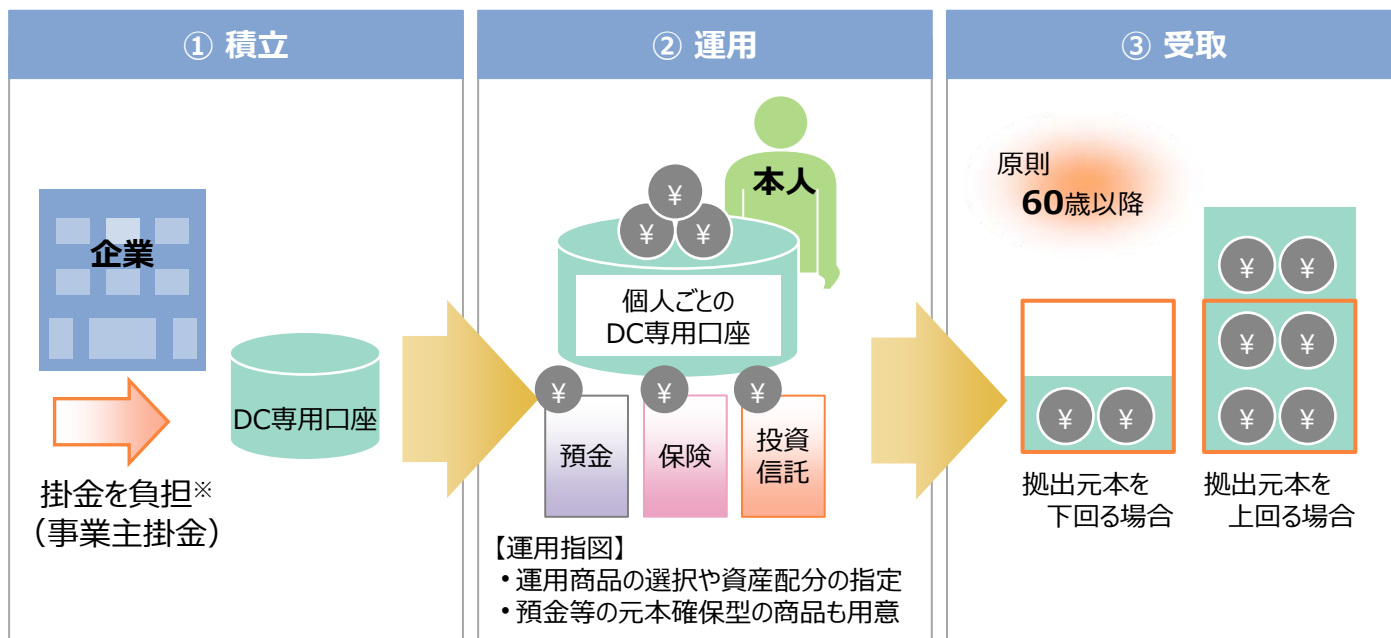 ① 積立
企業
DC専用口座
掛金を負担※
（事業主掛金）
② 運用
本人
¥
¥ ¥
個人ごとの
DC専用口座
¥ ¥ ¥
預金 保険 投資
信託
【運用指図】
・運用商品の選択や資産配分の指定
・預金等の元本確保型の商品も用意
③ 受取
原則
60歳以降
¥ ¥
拠出元本を
下回る場合
¥ ¥
¥ ¥
¥ ¥
拠出元本を
上回る場合